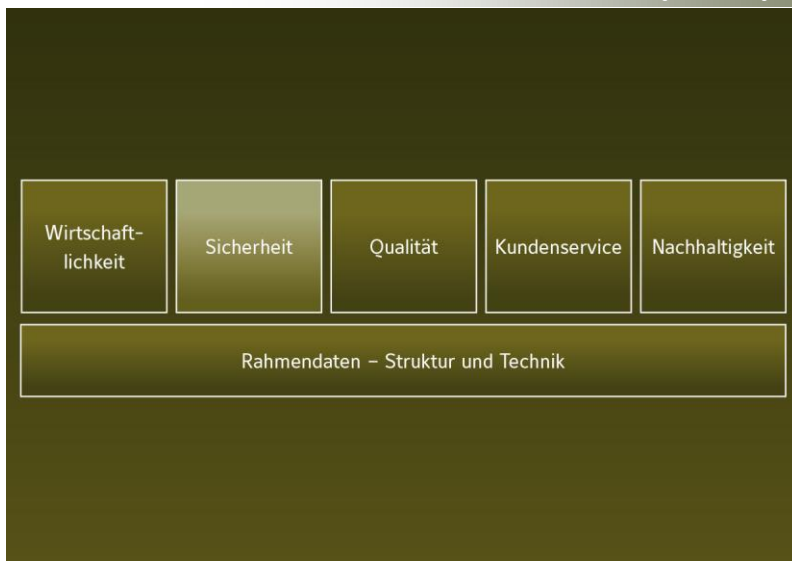 Wirtschaft-
lichkeit
Sicherheit
Qualität
Kundenservice
Nachhaltigkeit
Rahmendaten – Struktur und Technik